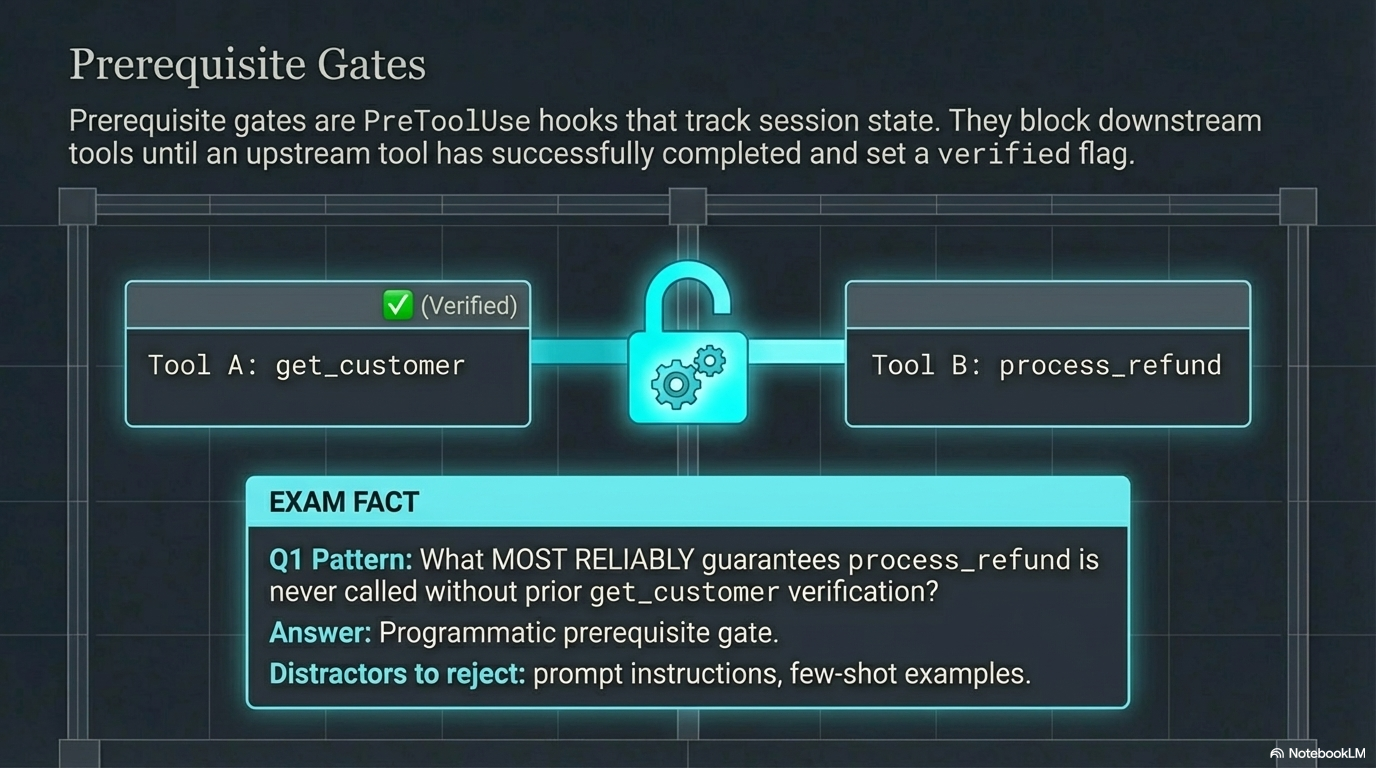 Prerequisite Gates
Prerequisite gates are PreToolUse hooks that track session state. They block downstream
tools until an upstream tool has successfully completed and set a verified flag.
✅ (Verified)
Tool A: get_customer
Tool B: process_refund
EXAM FACT
Q1 Pattern: What MOST RELIABLY guarantees process_refund is
never called without prior get_customer verification?
Answer: Programmatic prerequisite gate.
Distractors to reject: prompt instructions, few-shot examples.
NotebookLM